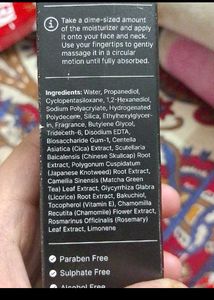 Take a dime-sized amount
of the moisturizer and apply
it onto your face and neck.
Use your fingertips to gently
massage it in a circular
motion until fully absorbed.
Ingredients: Water, Propanediol,
Cyclopentasiloxane, 1,2-Hexanediol,
Sodium Polyacrylate, Hydrogenated
Polydecene, Silica, Ethylhexylglycer-
in, Fragrance, Butylene Glycol,
Trideceth-6, Disodium EDTA,
Biosaccharide Gum-1, Centella
Asiatica (Cica) Extract, Scutellaria
Baicalensis (Chinese Skullcap) Root
Extract, Polygonum Cuspidatum
(Japanese Knotweed) Root Extract,
Camellia Sinensis (Matcha Green
Tea) Leaf Extract, Glycyrrhiza Glabra
(Licorice) Root Extract, Bakuchiol,
Tocopherol (Vitamin E), Chamomilla
Recutita (Chamomile) Flower Extract,
Rosmarinus Officinalis (Rosemary)
Leaf Extract, Limonene
Paraben Free
Sulphate Free
Alcohol Free